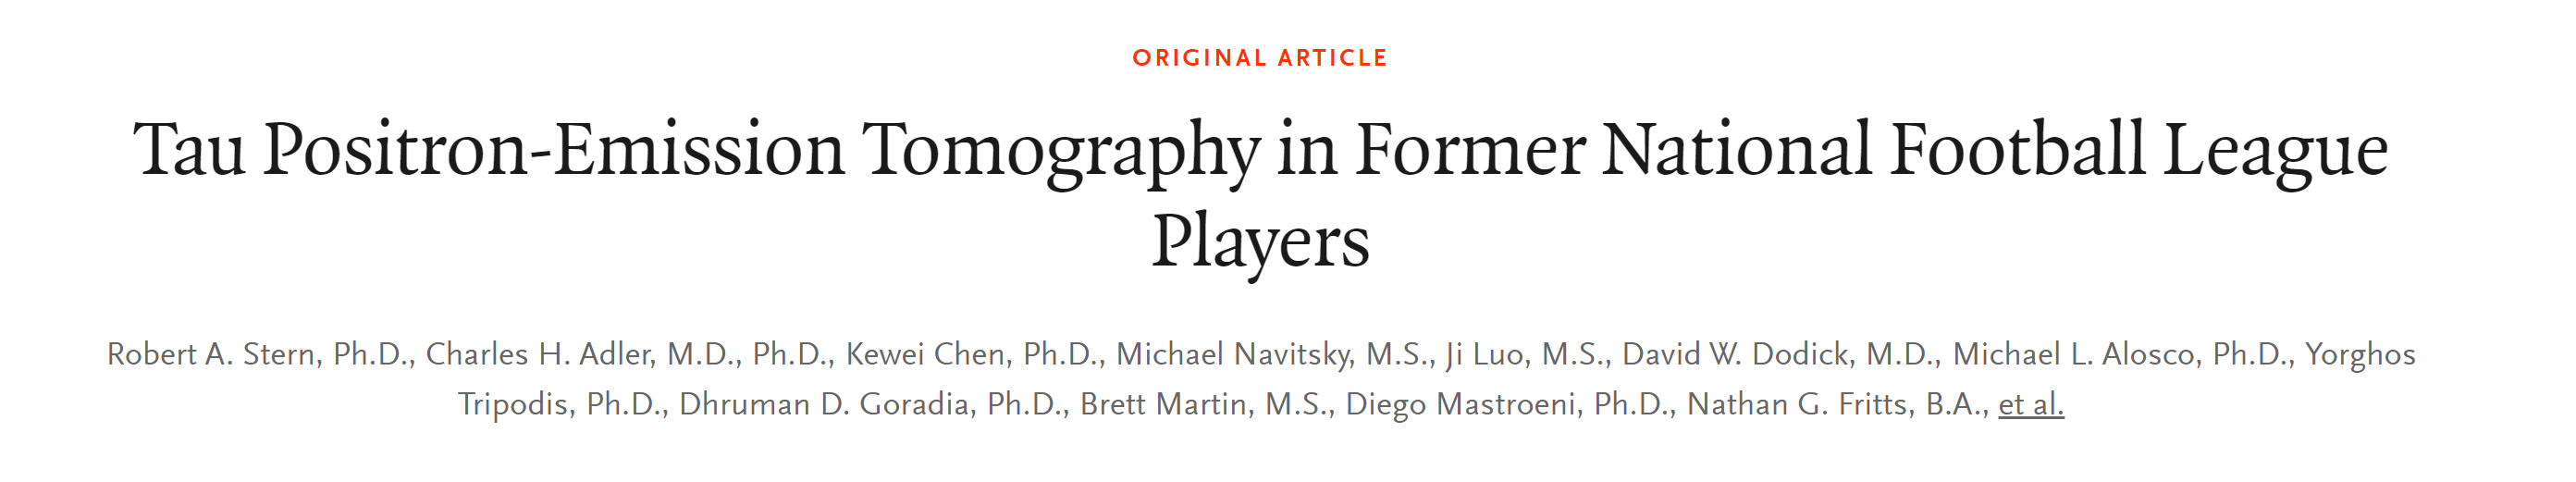 ORIGINAL ARTICLE
Tau Positron-Emission Tomography in Former National Football League
Players
Robert A. Stern, Ph.D., Charles H. Adler, M.D., Ph.D., Kewei Chen, Ph.D., Michael Navitsky, M.S., Ji Luo, M.S., David W. Dodick, M.D., Michael L. Alosco, Ph.D., Yorghos
Tripodis, Ph.D., Dhruman D. Goradia, Ph.D., Brett Martin, M.S., Diego Mastroeni, Ph.D., Nathan G. Fritts, B.A., et al.